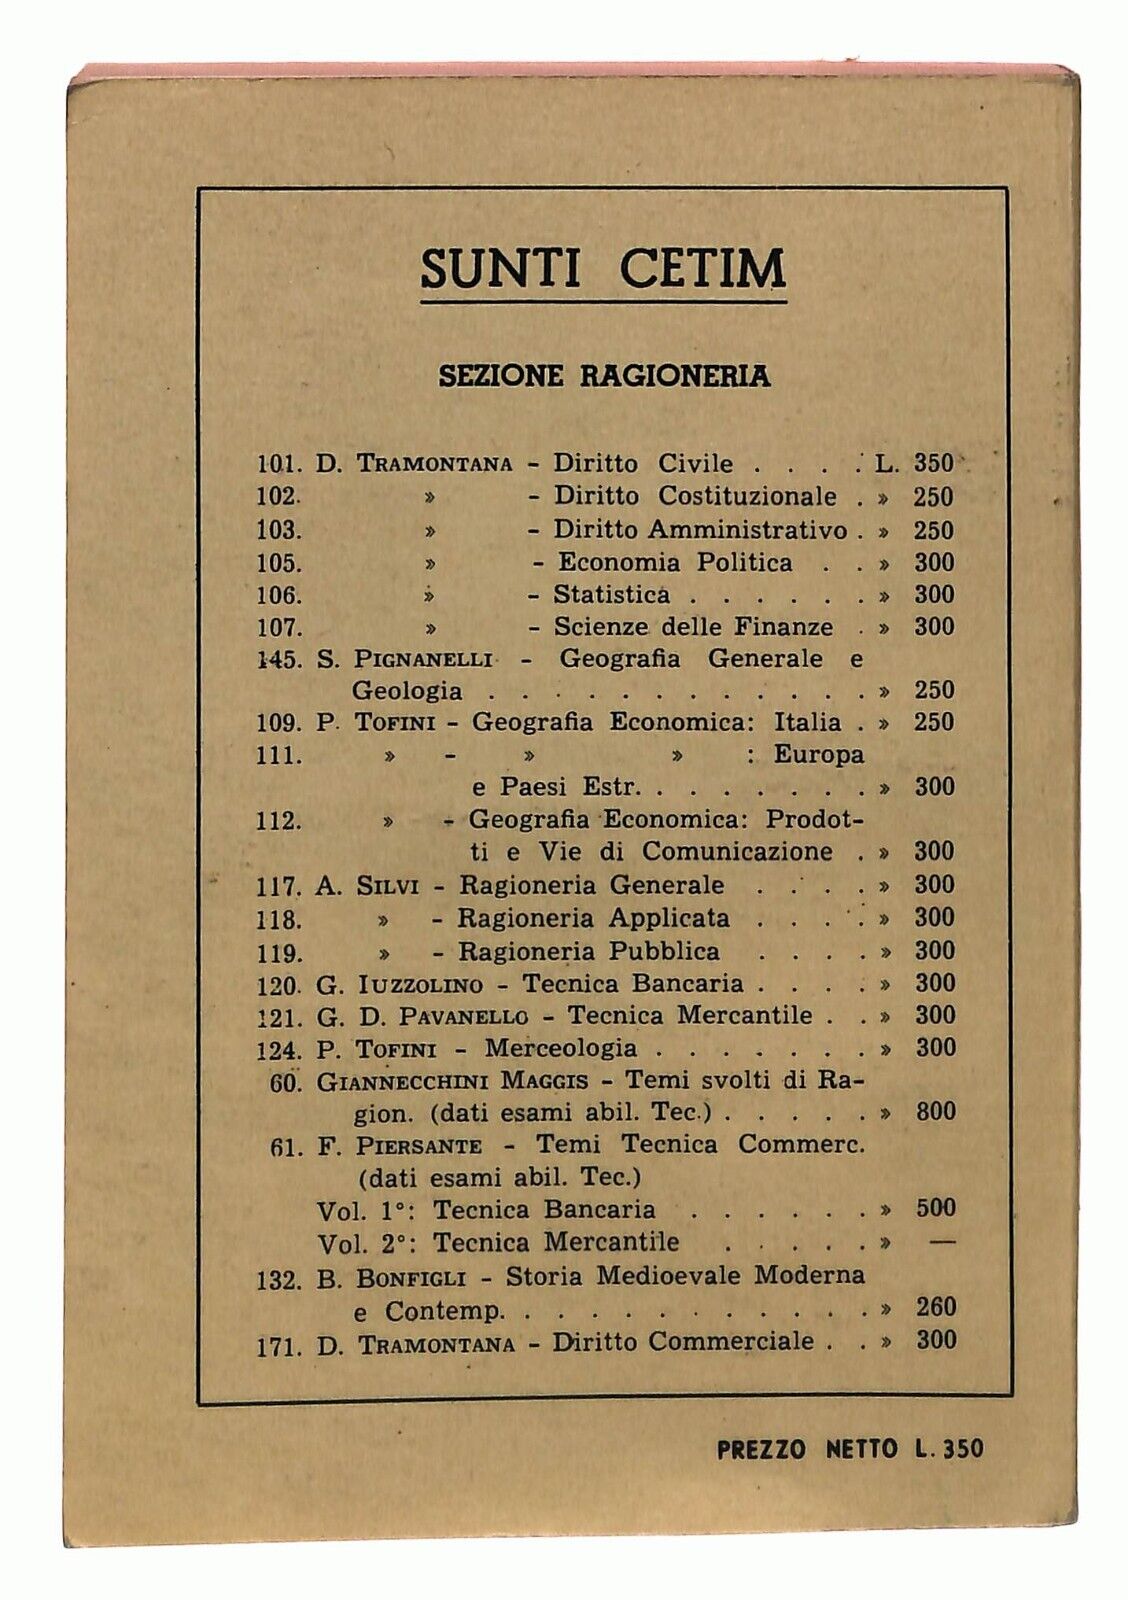 SUNTI CETIM
SEZIONE RAGIONERIA
101. D. TRAMONTANA - Diritto Civile . . . . L. 350
102. » - Diritto Costituzionale . » 250
103. » - Diritto Amministrativo . » 250
105. » - Economia Politica . . » 300
106. » - Statistica . . . . . . » 300
107. » - Scienze delle Finanze . » 300
145. S. PIGNANELLI - Geografia Generale e
Geologia . . . . . . . . . . . . » 250
109. P. TOFINI - Geografia Economica: Italia . » 250
111. » - » » : Europa
e Paesi Estr. . . . . . . . » 300
112. » - Geografia Economica: Prodot-
ti e Vie di Comunicazione . » 300
117. A. SILVI - Ragioneria Generale . . . . » 300
118. » - Ragioneria Applicata . . . . » 300
119. » - Ragioneria Pubblica . . . . » 300
120. G. IUZZOLINO - Tecnica Bancaria . . . . » 300
121. G. D. PAVANELLO - Tecnica Mercantile . . » 300
124. P. TOFINI - Merceologia . . . . . . . » 300
60. GIANNECCHINI MAGGIS - Temi svolti di Ra-
gion. (dati esami abil. Tec.) . . . . . » 800
61. F. PIERSANTE - Temi Tecnica Commerc.
(dati esami abil. Tec.)
Vol. 1°: Tecnica Bancaria . . . . . . » 500
Vol. 2°: Tecnica Mercantile . . . . . » —
132. B. BONFIGLI - Storia Medioevale Moderna
e Contemp. . . . . . . . . . . . » 260
171. D. TRAMONTANA - Diritto Commerciale . . » 300
PREZZO NETTO L. 350